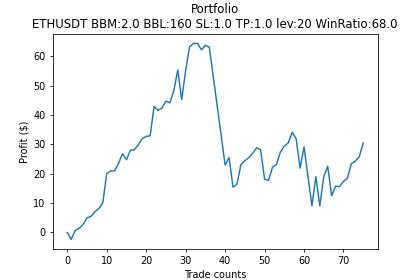 Portfolio
ETHUSDT BBM:2.0 BBL:160 SL:1.0 TP:1.0 lev:20 WinRatio:68.0
60
50
40
30
20
10
0
Profit ($)
0 10 20 30 40 50 60 70
Trade counts